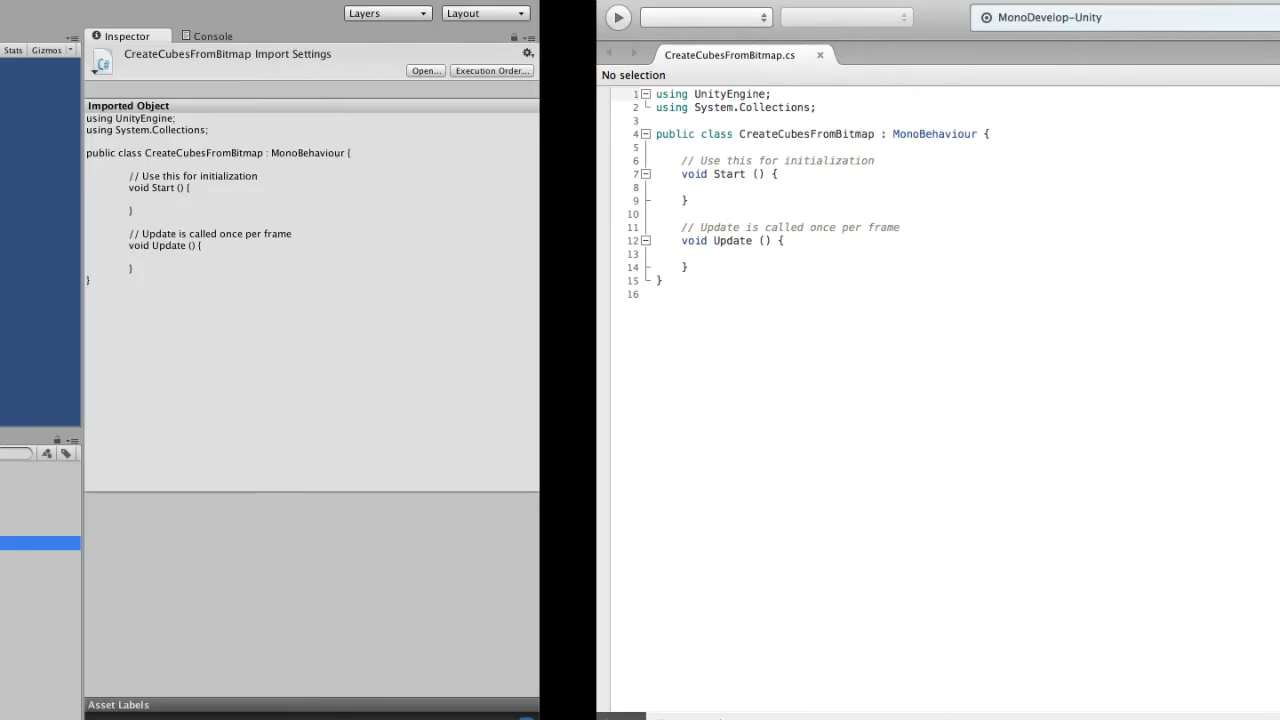 Layers
Layout
Stats
Gizmos
Inspector
Console
CreateCubesFromBitmap Import Settings
Open...
Execution Order...
Imported Object
using UnityEngine;
using System.Collections;
public class CreateCubesFromBitmap : MonoBehaviour {
// Use this for initialization
void Start () {
}
// Update is called once per frame
void Update () {
}
}
Asset Labels
MonoDevelop-Unity
CreateCubesFromBitmap.cs
No selection
1 using UnityEngine;
2 using System.Collections;
3
4 public class CreateCubesFromBitmap : MonoBehaviour {
5
6 // Use this for initialization
7 void Start () {
8
9 }
10
11 // Update is called once per frame
12 void Update () {
13
14 }
15 }
16